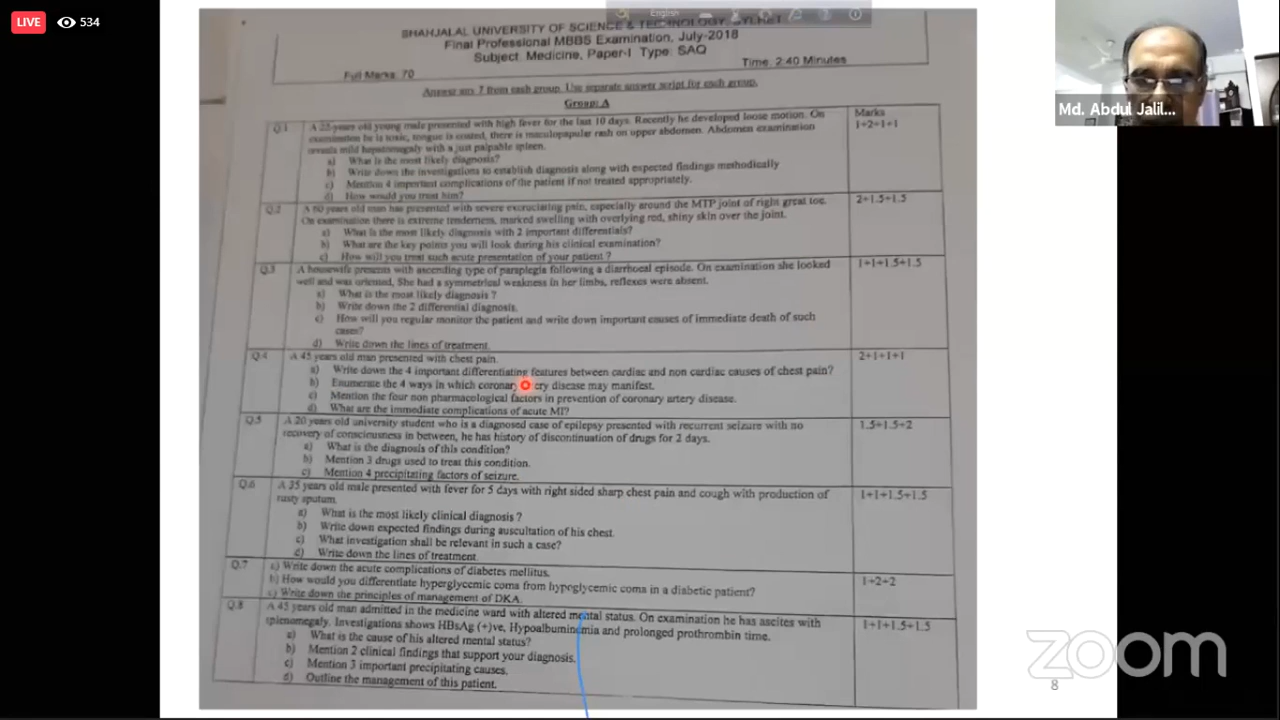 LIVE 534
English
SHAHJALAL UNIVERSITY OF SCIENCE & TECHNOLOGY, SYLHET
Final Professional MBBS Examination, July-2018
Subject: Medicine, Paper-I Type: SAQ
Full Marks: 70 Time: 2:40 Minutes
Answer any 7 from each group. Use separate answer script for each group.
Group: A
Marks
Q.1 A 25-years old young male presented with high fever for the last 10 days. Recently he developed loose motion. On 1+2+1+1
examination he is toxic, tongue is coated, there is maculopapular rash on upper abdomen. Abdomen examination
reveals mild hepatomegaly with a just palpable spleen.
a) What is the most likely diagnosis?
b) Write down the investigations to establish diagnosis along with expected findings methodically
c) Mention 4 important complications of the patient if not treated appropriately.
d) How would you treat him?
Q.2 A 60 years old man has presented with severe excruciating pain, especially around the MTP joint of right great toe. 2+1.5+1.5
On examination there is extreme tenderness, marked swelling with overlying red, shiny skin over the joint.
a) What is the most likely diagnosis with 2 important differentials?
b) What are the key points you will look during his clinical examination?
c) How will you treat such acute presentation of your patient ?
Q.3 A housewife presents with ascending type of paraplegia following a diarrhoeal episode. On examination she looked 1+1+1.5+1.5
well and was oriented, She had a symmetrical weakness in her limbs, reflexes were absent.
a) What is the most likely diagnosis ?
b) Write down the 2 differential diagnosis.
c) How will you regular monitor the patient and write down important causes of immediate death of such
cases?
d) Write down the lines of treatment.
Q.4 A 45 years old man presented with chest pain. 2+1+1+1
a) Write down the 4 important differentiating features between cardiac and non cardiac causes of chest pain?
b) Enumerate the 4 ways in which coronary ery disease may manifest.
c) Mention the four non pharmacological factors in prevention of coronary artery disease.
d) What are the immediate complications of acute MI?
Q.5 A 20 years old university student who is a diagnosed case of epilepsy presented with recurrent seizure with no 1.5+1.5+2
recovery of consciousness in between, he has history of discontinuation of drugs for 2 days.
a) What is the diagnosis of this condition?
b) Mention 3 drugs used to treat this condition.
c) Mention 4 precipitating factors of seizure.
Q.6 A 35 years old male presented with fever for 5 days with right sided sharp chest pain and cough with production of 1+1+1.5+1.5
rusty sputum.
a) What is the most likely clinical diagnosis ?
b) Write down expected findings during auscultation of his chest.
c) What investigation shall be relevant in such a case?
d) Write down the lines of treatment.
Q.7 a) Write down the acute complications of diabetes mellitus. 1+2+2
b) How would you differentiate hyperglycemic coma from hypoglycemic coma in a diabetic patient?
c) Write down the principles of management of DKA.
Q.8 A 45 years old man admitted in the medicine ward with altered mental status. On examination he has ascites with 1+1+1.5+1.5
splenomegaly. Investigations shows HBsAg (+)ve, Hypoalbuminemia and prolonged prothrombin time.
a) What is the cause of his altered mental status?
b) Mention 2 clinical findings that support your diagnosis.
c) Mention 3 important precipitating causes.
d) Outline the management of this patient.
Md. Abdul Jalil...
zoom
8